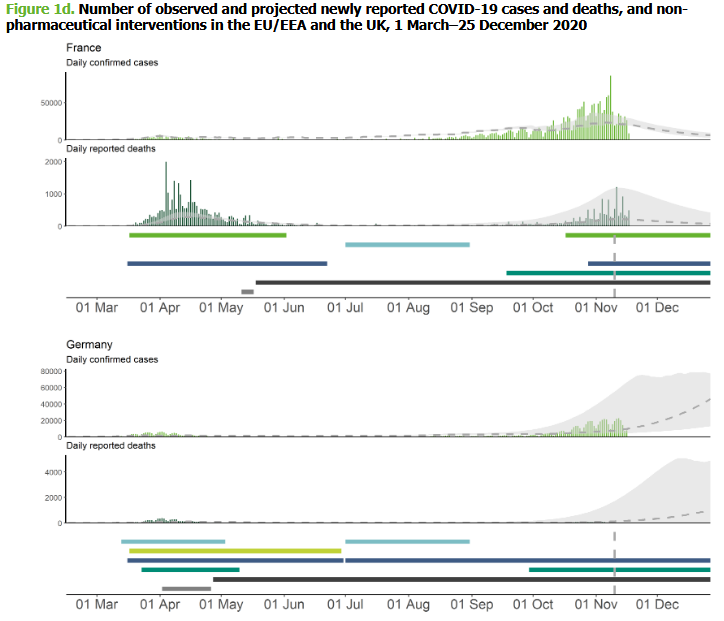 Figure 1d. Number of observed and projected newly reported COVID-19 cases and deaths, and non-
pharmaceutical interventions in the EU/EEA and the UK, 1 March–25 December 2020
France
Daily confirmed cases
50000
0
Daily reported deaths
2000
1000
0
01 Mar 01 Apr 01 May 01 Jun 01 Jul 01 Aug 01 Sep 01 Oct 01 Nov 01 Dec
Germany
Daily confirmed cases
80000
60000
40000
20000
0
Daily reported deaths
4000
2000
0
01 Mar 01 Apr 01 May 01 Jun 01 Jul 01 Aug 01 Sep 01 Oct 01 Nov 01 Dec